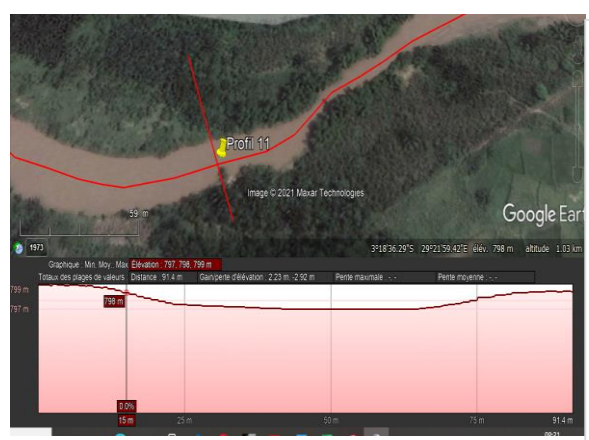 Profil 11
Image © 2021 Maxar Technologies
59 m
Google Eart
1973
3°18'36.29"S 29°21'59.42"E élév. 798 m altitude 1.03 km
Graphique : Min, Moy., Max Élévation : 797, 798, 799 m
Totaux des plages de valeurs : Distance : 91.4 m Gain/perte d'élévation : 2.23 m, -2.92 m Pente maximale : -, - Pente moyenne : -, -
799 m
798 m
797 m
0.0%
15 m 25 m 50 m 75 m 91.4 m